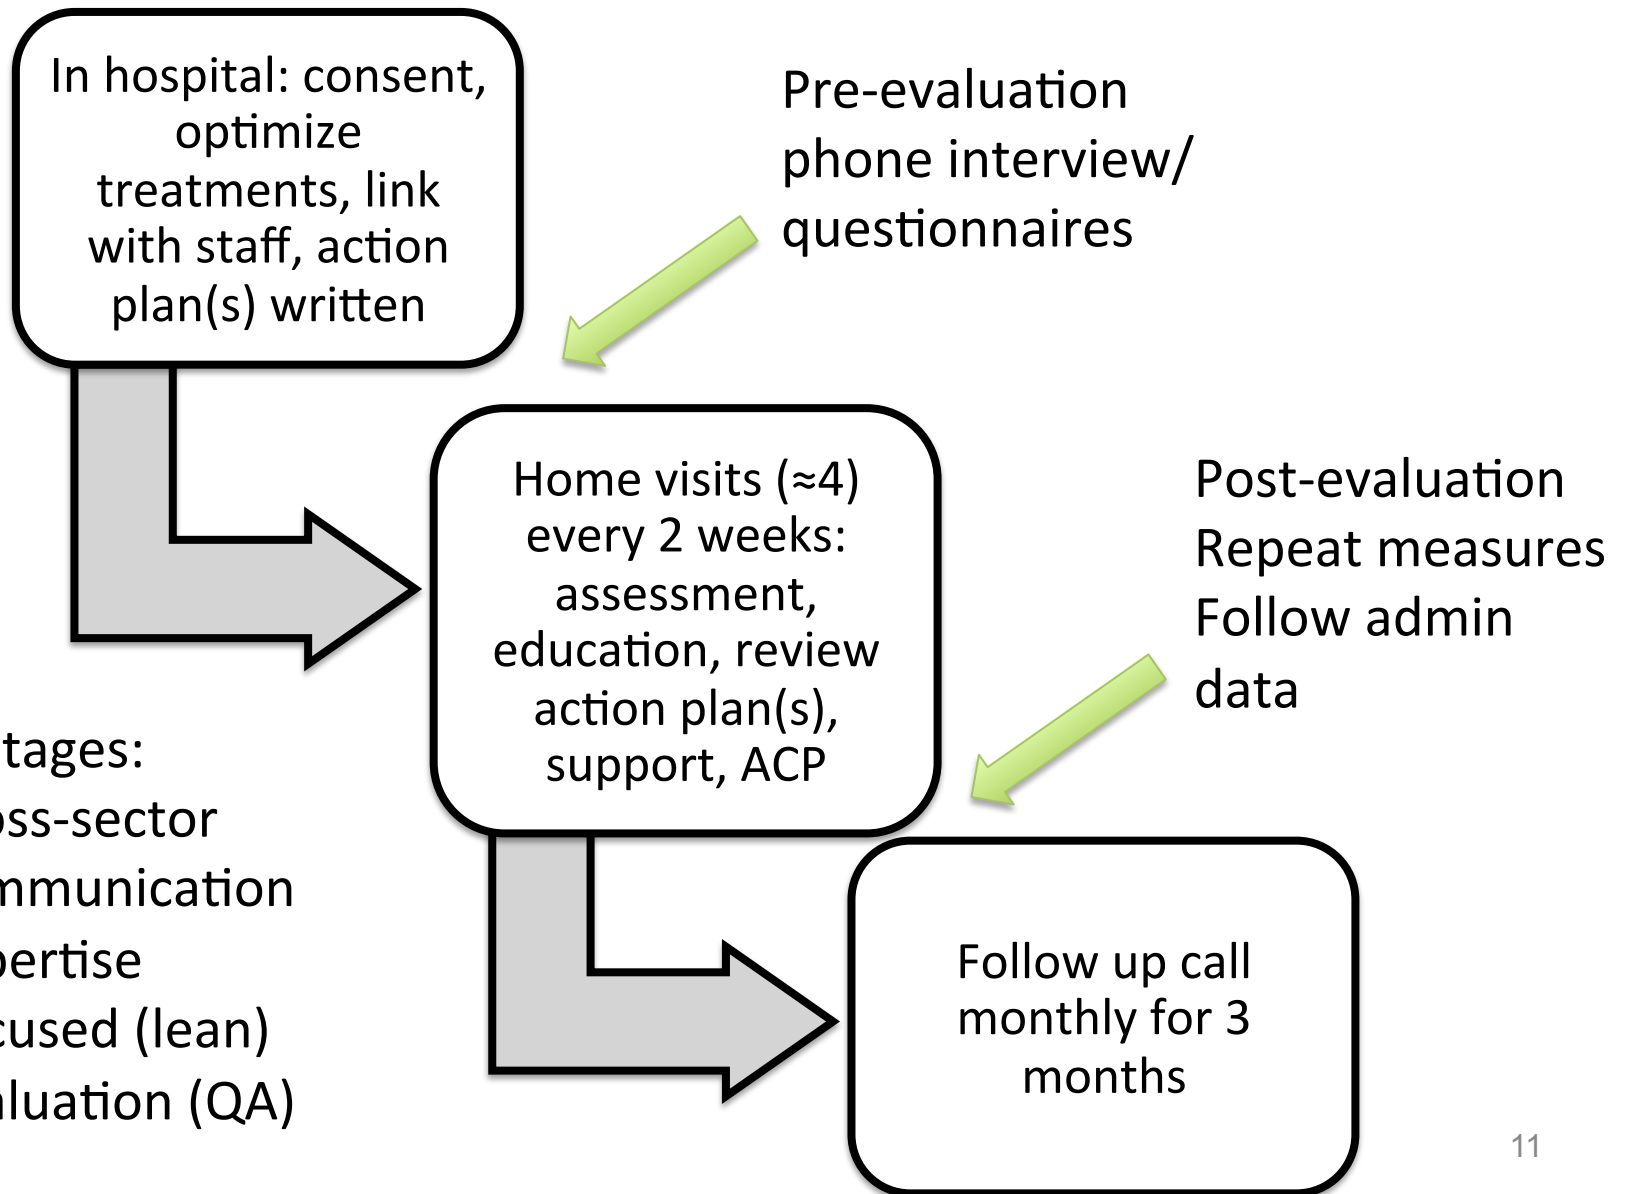 In hospital: consent,
optimize
treatments, link
with staff, action
plan(s) written
Pre-evaluation
phone interview/
questionnaires
Home visits (≈4)
every 2 weeks:
assessment,
education, review
action plan(s),
support, ACP
Post-evaluation
Repeat measures
Follow admin
data
(lean)
(QA)
Follow up call
monthly for 3
months
11